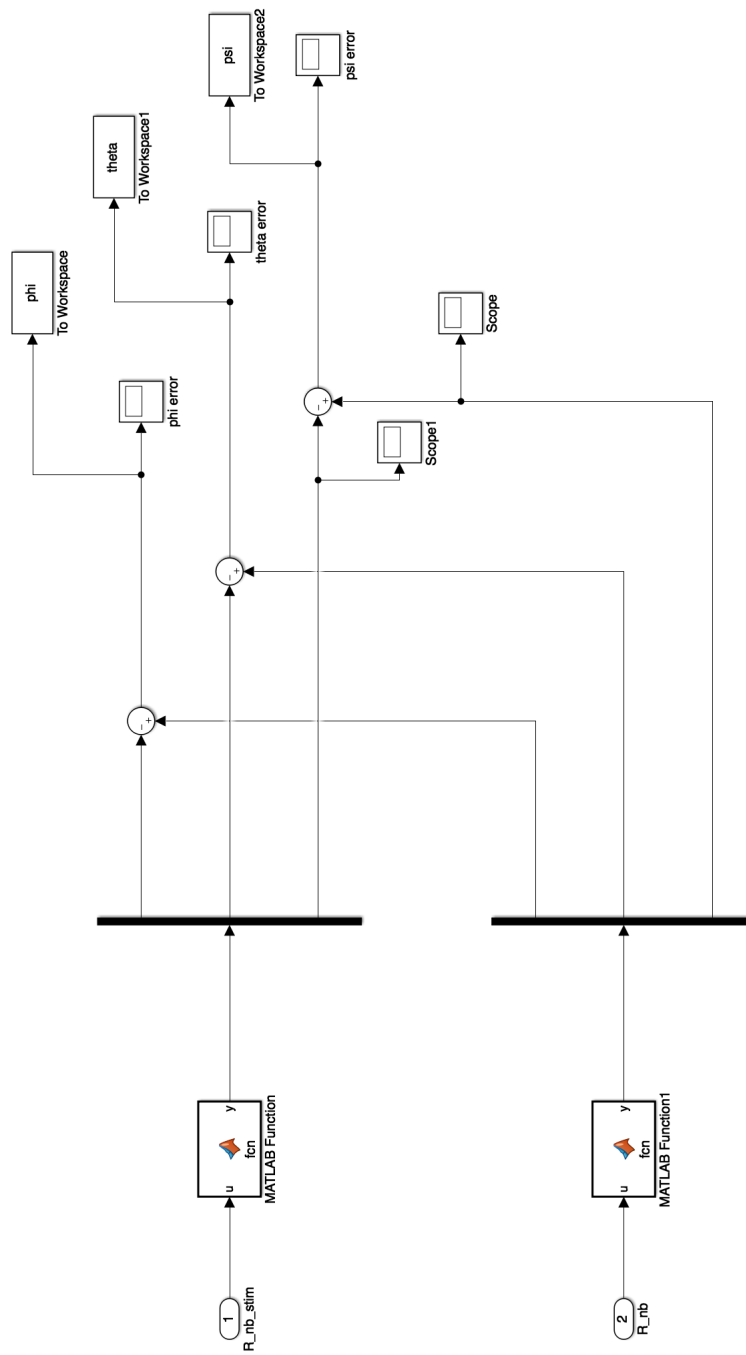 1
R_nb_stim
u
fcn
y
MATLAB Function
2
R_nb
u
fcn
y
MATLAB Function1
-
+
-
+
-
+
phi
To Workspace
phi error
theta
To Workspace1
theta error
psi
To Workspace2
psi error
Scope1
Scope